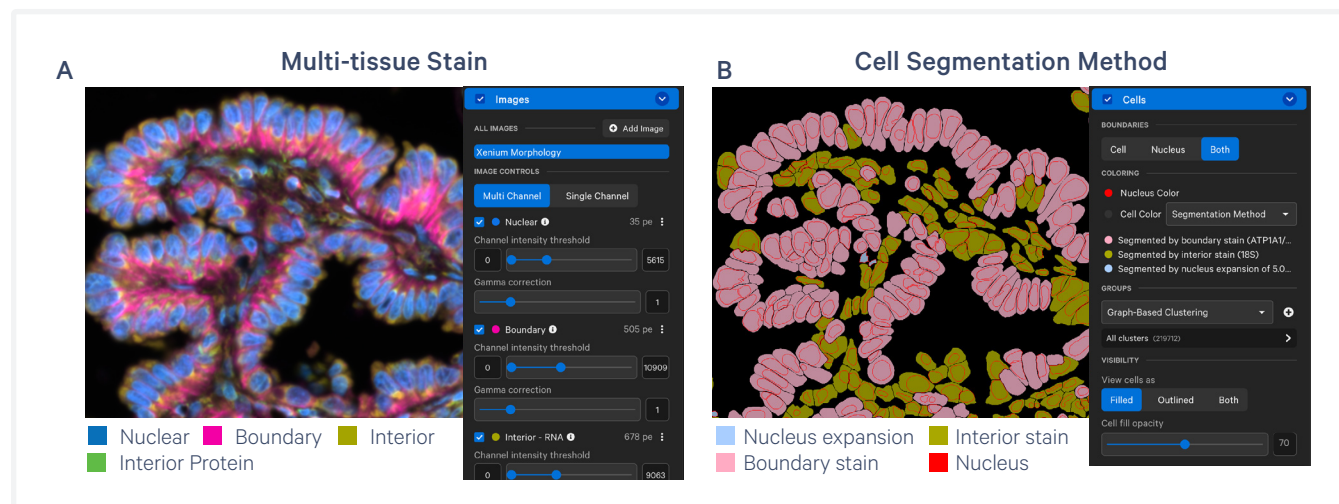 A
Multi-tissue Stain
Images
ALL IMAGES
Add Image
Xenium Morphology
IMAGE CONTROLS
Multi Channel
Single Channel
Nuclear
35 pe
Channel intensity threshold
0
5615
Gamma correction
1
Boundary
505 pe
Channel intensity threshold
0
10909
Gamma correction
1
Interior - RNA
678 pe
Channel intensity threshold
0
9063
Nuclear
Boundary
Interior
Interior Protein
B
Cell Segmentation Method
Cells
BOUNDARIES
Cell
Nucleus
Both
COLORING
Nucleus Color
Cell Color
Segmentation Method
Segmented by boundary stain (ATP1A1/...
Segmented by interior stain (18S)
Segmented by nucleus expansion of 5.0...
GROUPS
Graph-Based Clustering
All clusters (219712)
VISIBILITY
View cells as
Filled
Outlined
Both
Cell fill opacity
70
Nucleus expansion
Interior stain
Boundary stain
Nucleus